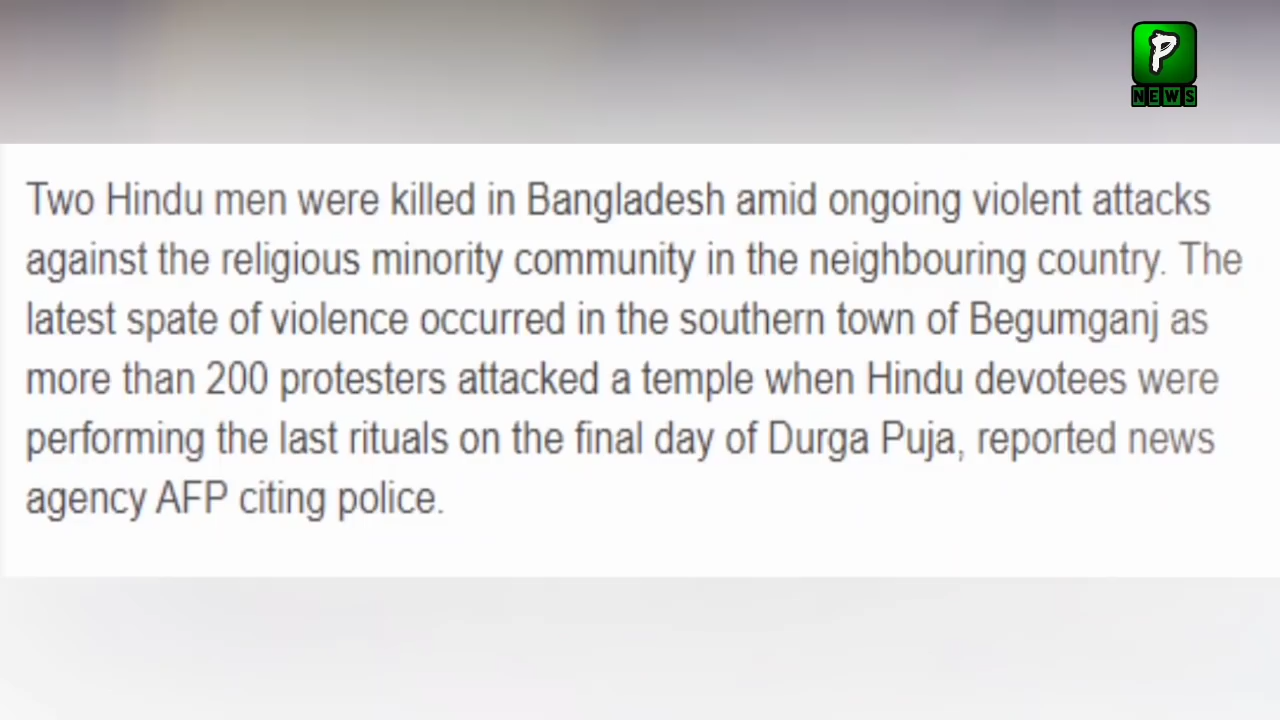 P
NEWS
Two Hindu men were killed in Bangladesh amid ongoing violent attacks
against the religious minority community in the neighbouring country. The
latest spate of violence occurred in the southern town of Begumganj as
more than 200 protesters attacked a temple when Hindu devotees were
performing the last rituals on the final day of Durga Puja, reported news
agency AFP citing police.